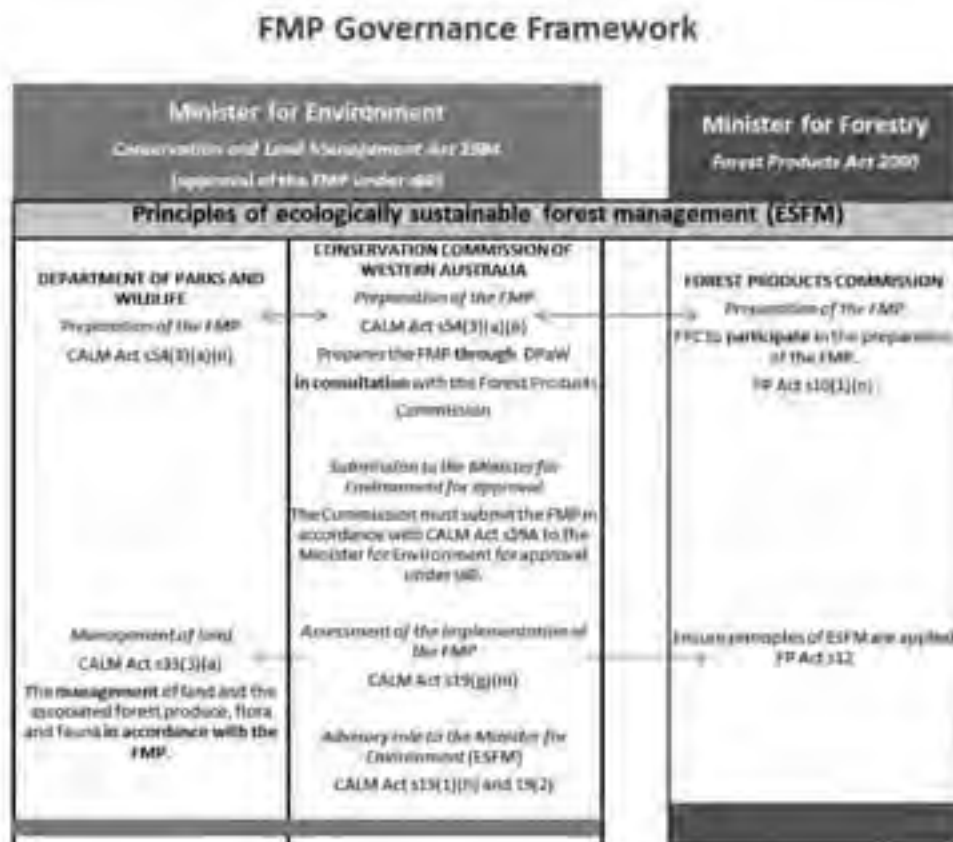 FMP Governance Framework
Minister for Environment
Conservation and Land Management Act 1984
(approval of the FMP under s60)
Minister for Forestry
Forest Products Act 2000
Principles of ecologically sustainable forest management (ESFM)
DEPARTMENT OF PARKS AND
WILDLIFE
Preparation of the FMP
CALM Act s54(3)(a)(ii)
CONSERVATION COMMISSION OF
WESTERN AUSTRALIA
Preparation of the FMP
CALM Act s54(3)(a)(ii)
Prepares the FMP through DPaW
in consultation with the Forest Products
Commission
Submission to the Minister for
Environment for approval
The Commission must submit the FMP in
accordance with CALM Act s59A to the
Minister for Environment for approval
under s60.
FOREST PRODUCTS COMMISSION
Preparation of the FMP
FPC to participate in the preparation
of the FMP.
FP Act s10(1)(n)
Management of land
CALM Act s33(3)(a)
The management of land and the
associated forest produce, flora
and fauna in accordance with the
FMP.
Assessment of the implementation of
the FMP
CALM Act
Advisory role to the Minister for
Environment (ESFM)
CALM Act and 19(2)
Ensure principles of ESFM are applied
FP Act s12